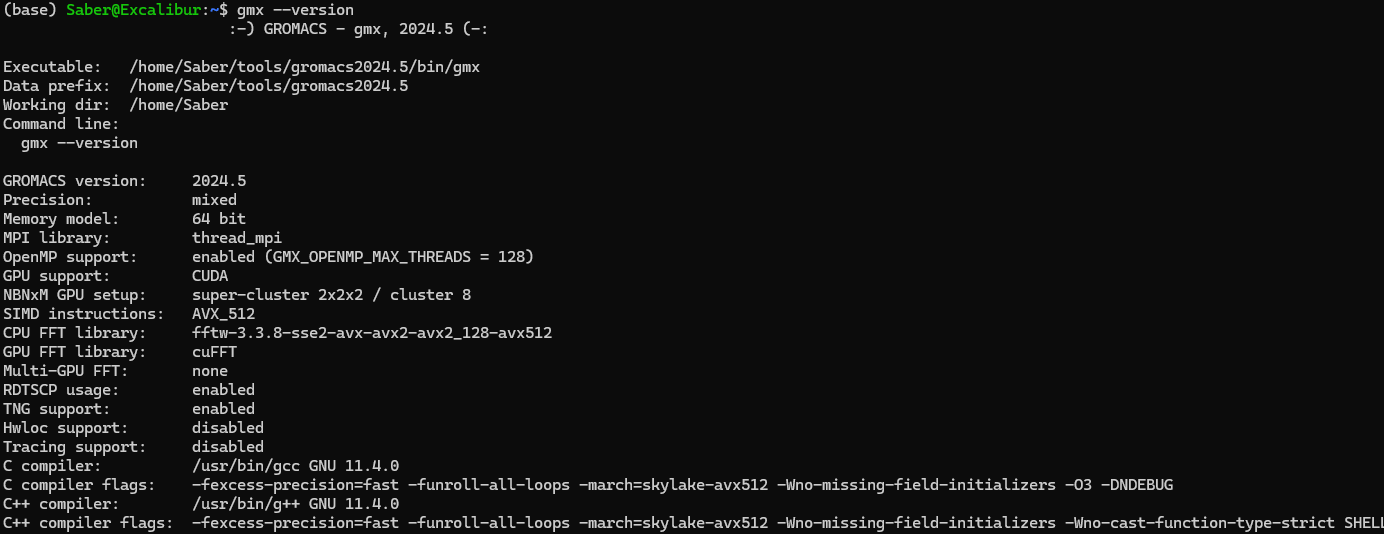 (base) Saber@Excalibur:~$ gmx --version
:-) GROMACS - gmx, 2024.5 (-:
Executable:   /home/Saber/tools/gromacs2024.5/bin/gmx
Data prefix:  /home/Saber/tools/gromacs2024.5
Working dir:  /home/Saber
Command line:
  gmx --version
GROMACS version:     2024.5
Precision:           mixed
Memory model:        64 bit
MPI library:         thread_mpi
OpenMP support:      enabled (GMX_OPENMP_MAX_THREADS = 128)
GPU support:         CUDA
NBNxM GPU setup:     super-cluster 2x2x2 / cluster 8
SIMD instructions:   AVX_512
CPU FFT library:     fftw-3.3.8-sse2-avx-avx2-avx2_128-avx512
GPU FFT library:     cuFFT
Multi-GPU FFT:       none
RDTSCP usage:        enabled
TNG support:         enabled
Hwloc support:       disabled
Tracing support:     disabled
C compiler:          /usr/bin/gcc GNU 11.4.0
C compiler flags:    -fexcess-precision=fast -funroll-all-loops -march=skylake-avx512 -Wno-missing-field-initializers -O3 -DNDEBUG
C++ compiler:        /usr/bin/g++ GNU 11.4.0
C++ compiler flags:  -fexcess-precision=fast -funroll-all-loops -march=skylake-avx512 -Wno-missing-field-initializers -Wno-cast-function-type-strict SHELL